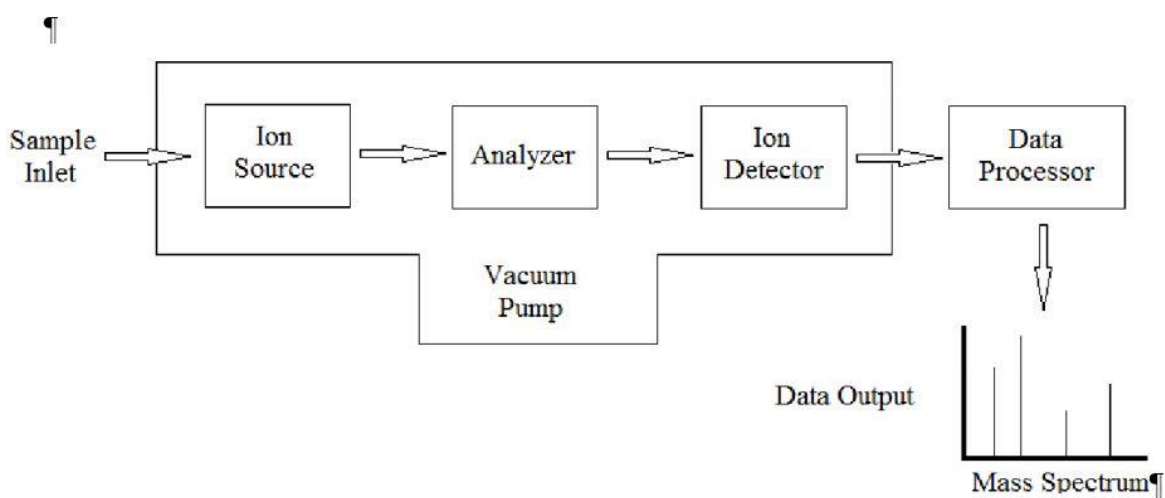 ¶
Sample
Inlet
Ion
Source
Analyzer
Ion
Detector
Data
Processor
Vacuum
Pump
Data Output
Mass Spectrum¶